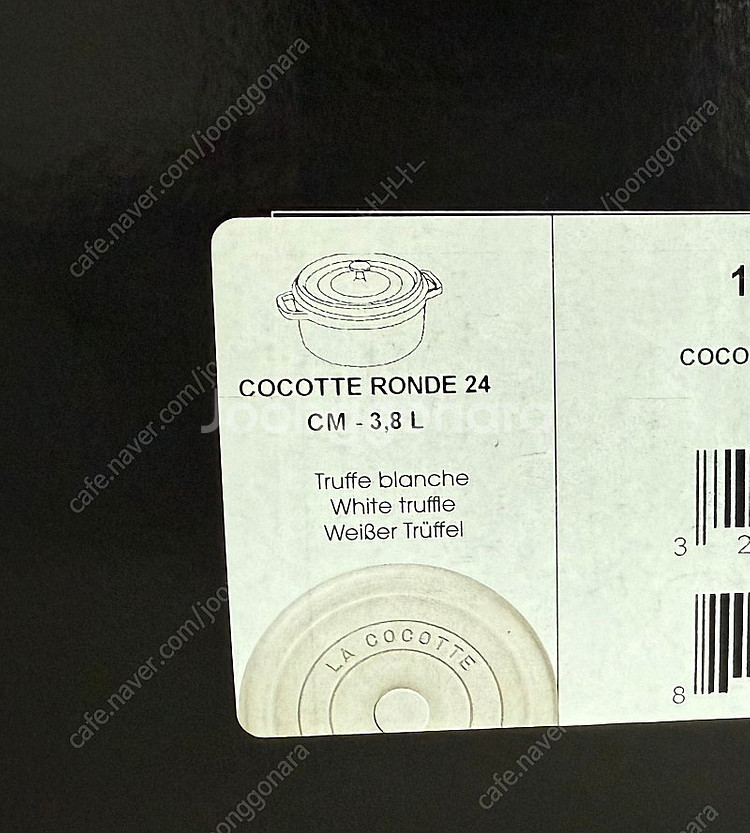 cafe.naver.com/joonggonara
/joonggonara
COCOTTE RONDE 24
CM - 3,8 L
Joonggonara
Truffe blanche
White truffle
Weißer Trüffel
LA COCOTTE
1
COCO
3 2
8
cafe.naver.com/joonggonara
cafe.naver.com/joonggonara
cafe.naver